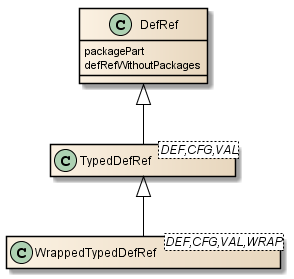 C DefRef
packagePart
defRefWithoutPackages
DEF,CFG,VAL
C TypedDefRef
DEF,CFG,VAL,WRAP
C WrappedTypedDefRef